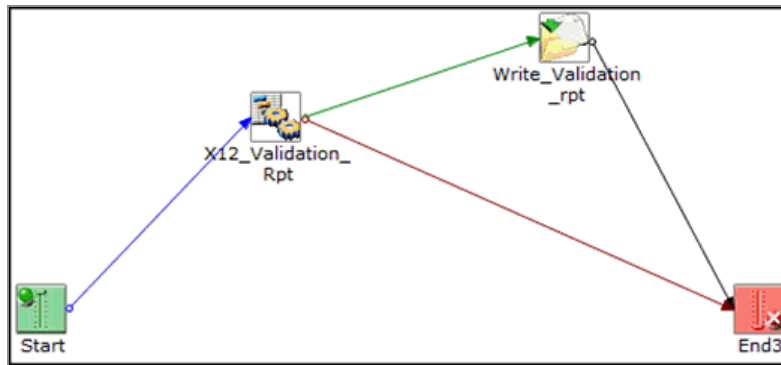 Write_Validation
_rpt
X12_Validation_
Rpt
Start
End3